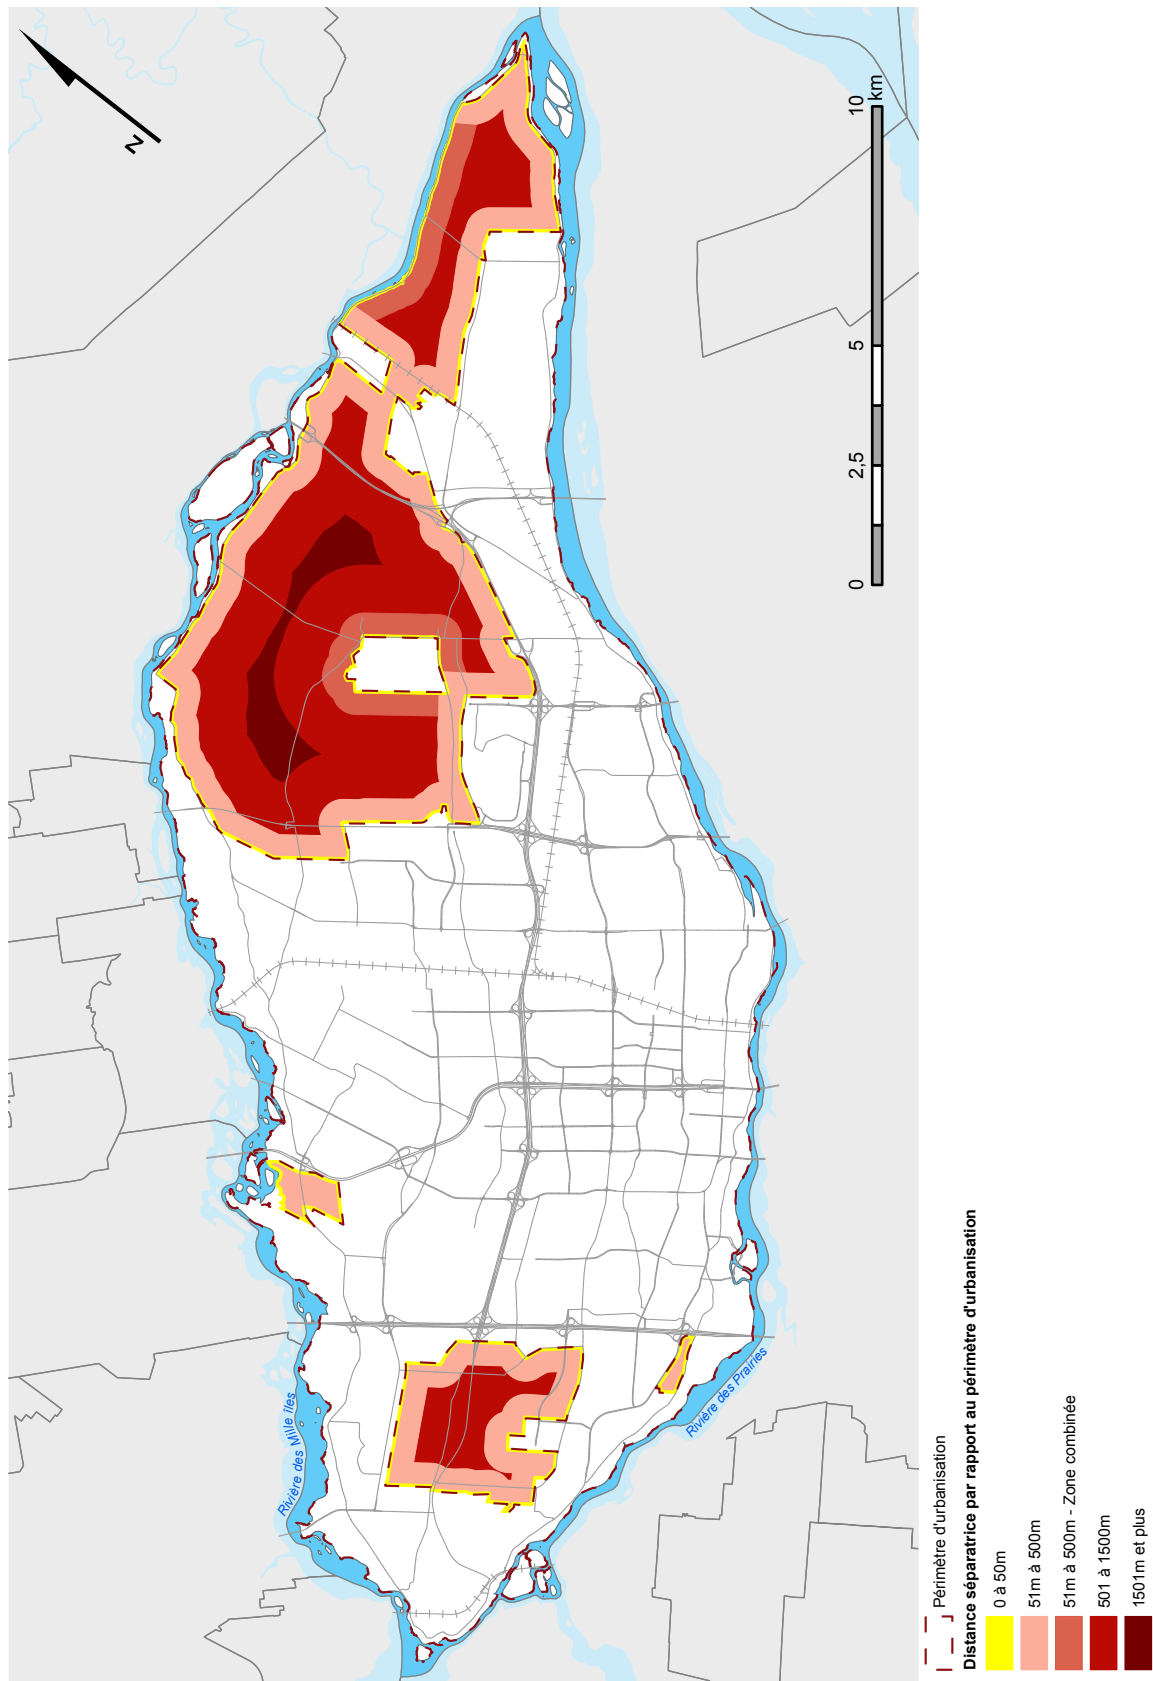 N
Rivière des Mille îles
Rivière des Prairies
0
2,5
5
10
km
Périmètre d'urbanisation
Distance séparatrice par rapport au périmètre d'urbanisation
0 à 50m
51m à 500m
51m à 500m - Zone combinée
501 à 1500m
1501m et plus